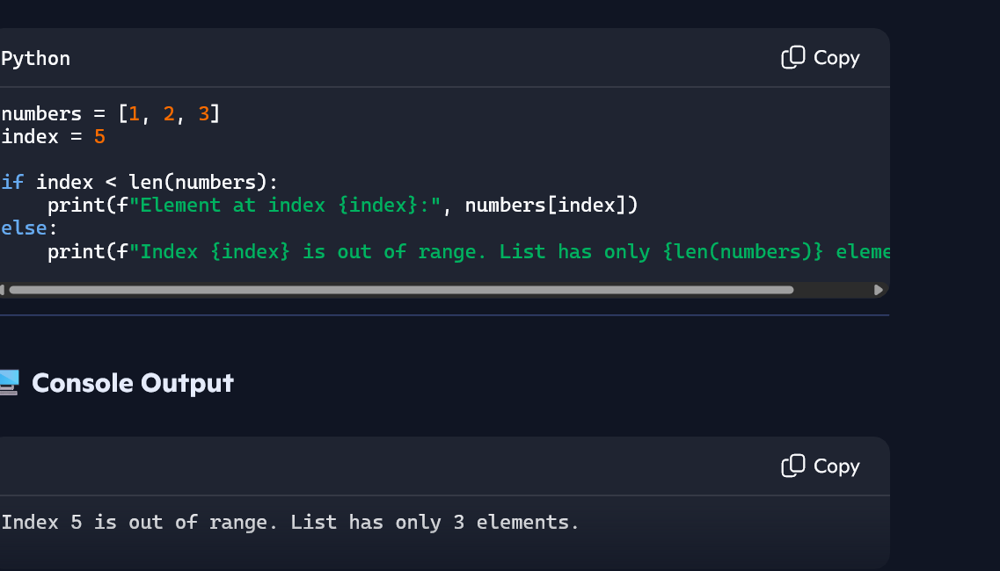 Python
Copy
numbers = [1, 2, 3]
index = 5
if index < len(numbers):
    print(f"Element at index {index}:", numbers[index])
else:
    print(f"Index {index} is out of range. List has only {len(numbers)} eleme
Console Output
Copy
Index 5 is out of range. List has only 3 elements.